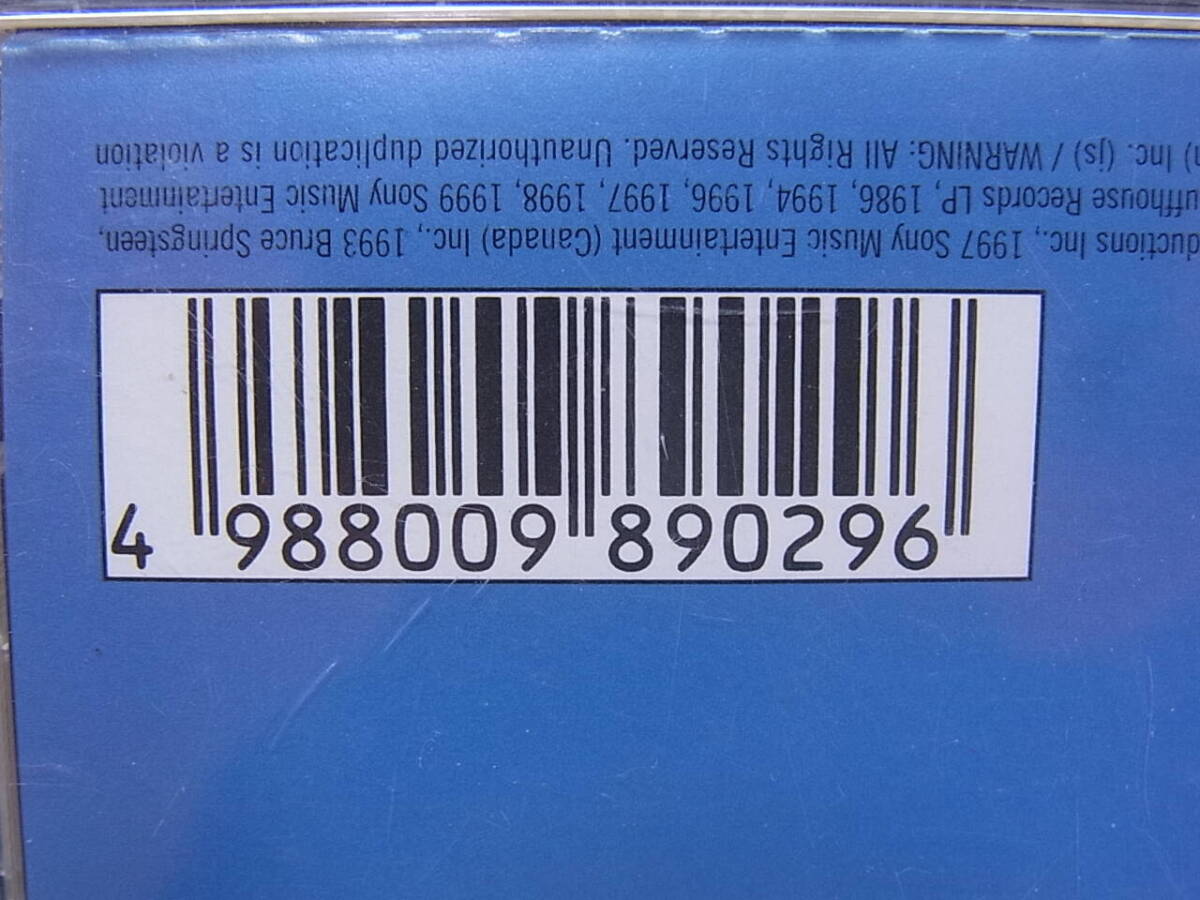 ductions Inc., 1997 Sony Music Entertainment (Canada) Inc., 1993 Bruce Springsteen,
uffhouse Records LP, 1986, 1994, 1996, 1997, 1998, 1999 Sony Music Entertainment
) Inc. (js) / WARNING: All Rights Reserved. Unauthorized duplication is a violation
4 988009 890296